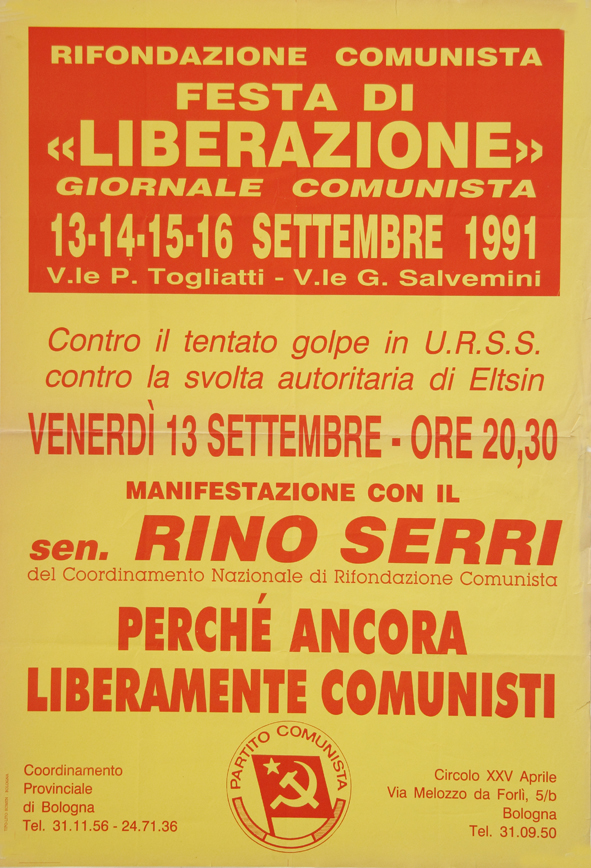 RIFONDAZIONE COMUNISTA
FESTA DI
«LIBERAZIONE»
GIORNALE COMUNISTA
13-14-15-16 SETTEMBRE 1991
V.le P. Togliatti - V.le G. Salvemini
Contro il tentato golpe in U.R.S.S.
contro la svolta autoritaria di Eltsin
VENERDÌ 13 SETTEMBRE - ORE 20,30
MANIFESTAZIONE CON IL
sen. RINO SERRI
del Coordinamento Nazionale di Rifondazione Comunista
PERCHÉ ANCORA
LIBERAMENTE COMUNISTI
PARTITO COMUNISTA
Coordinamento
Provinciale
di Bologna
Tel. 31.11.56 - 24.71.36
Circolo XXV Aprile
Via Melozzo da Forlì, 5/b
Bologna
Tel. 31.09.50